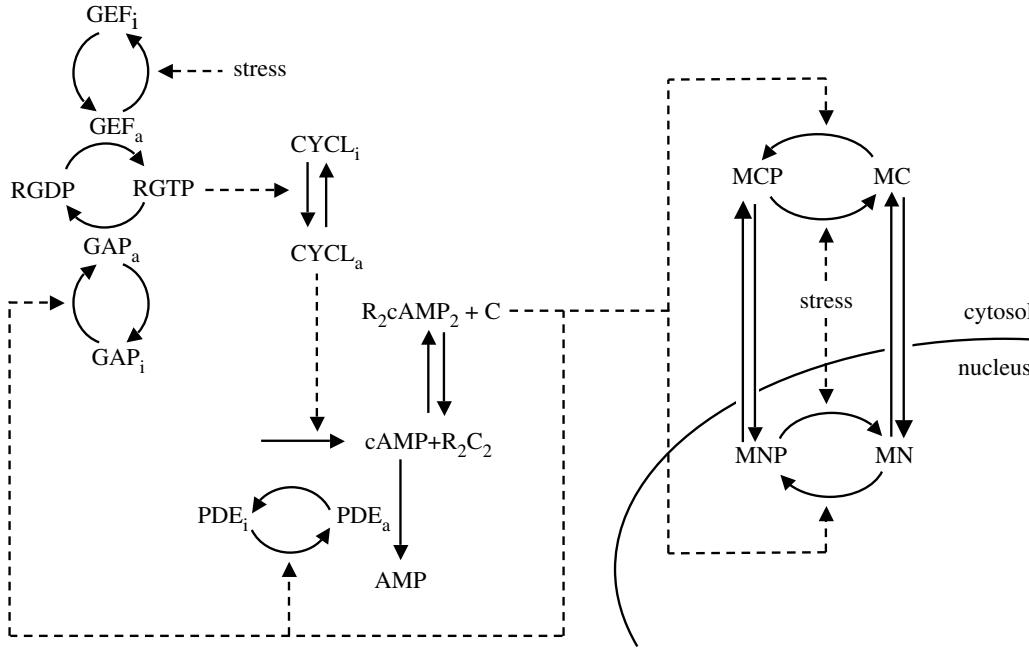 GEFi
stress
GEFa
RGDP
RGTP
GAPa
GAPi
CYCLi
CYCLa
R2cAMP2 + C
cAMP+R2C2
PDEi
PDEa
AMP
MCP
MC
stress
cytosol
nucleus
MNP
MN